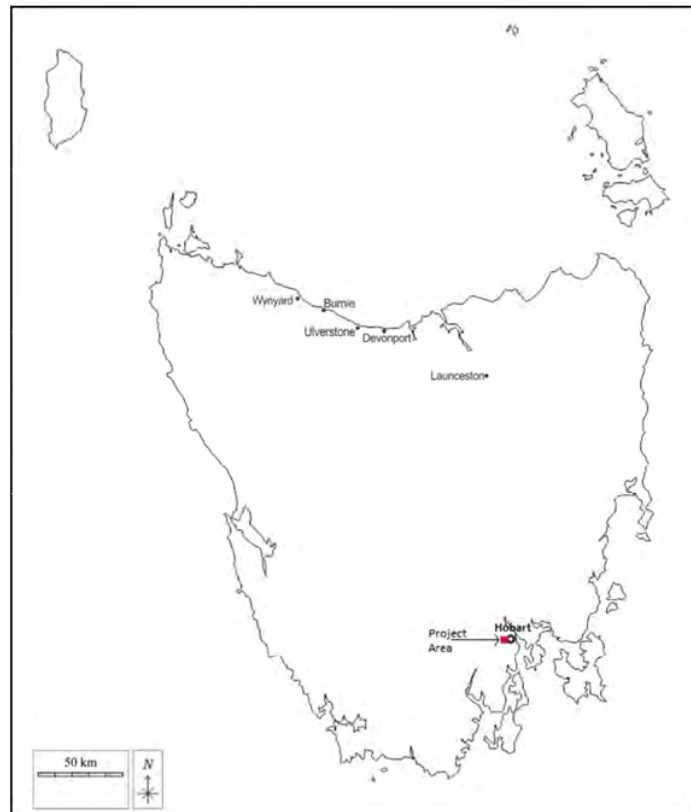 Wynyard
Burnie
Ulverstone
Devonport
Launceston
Hobart
Project
Area
50 km
N